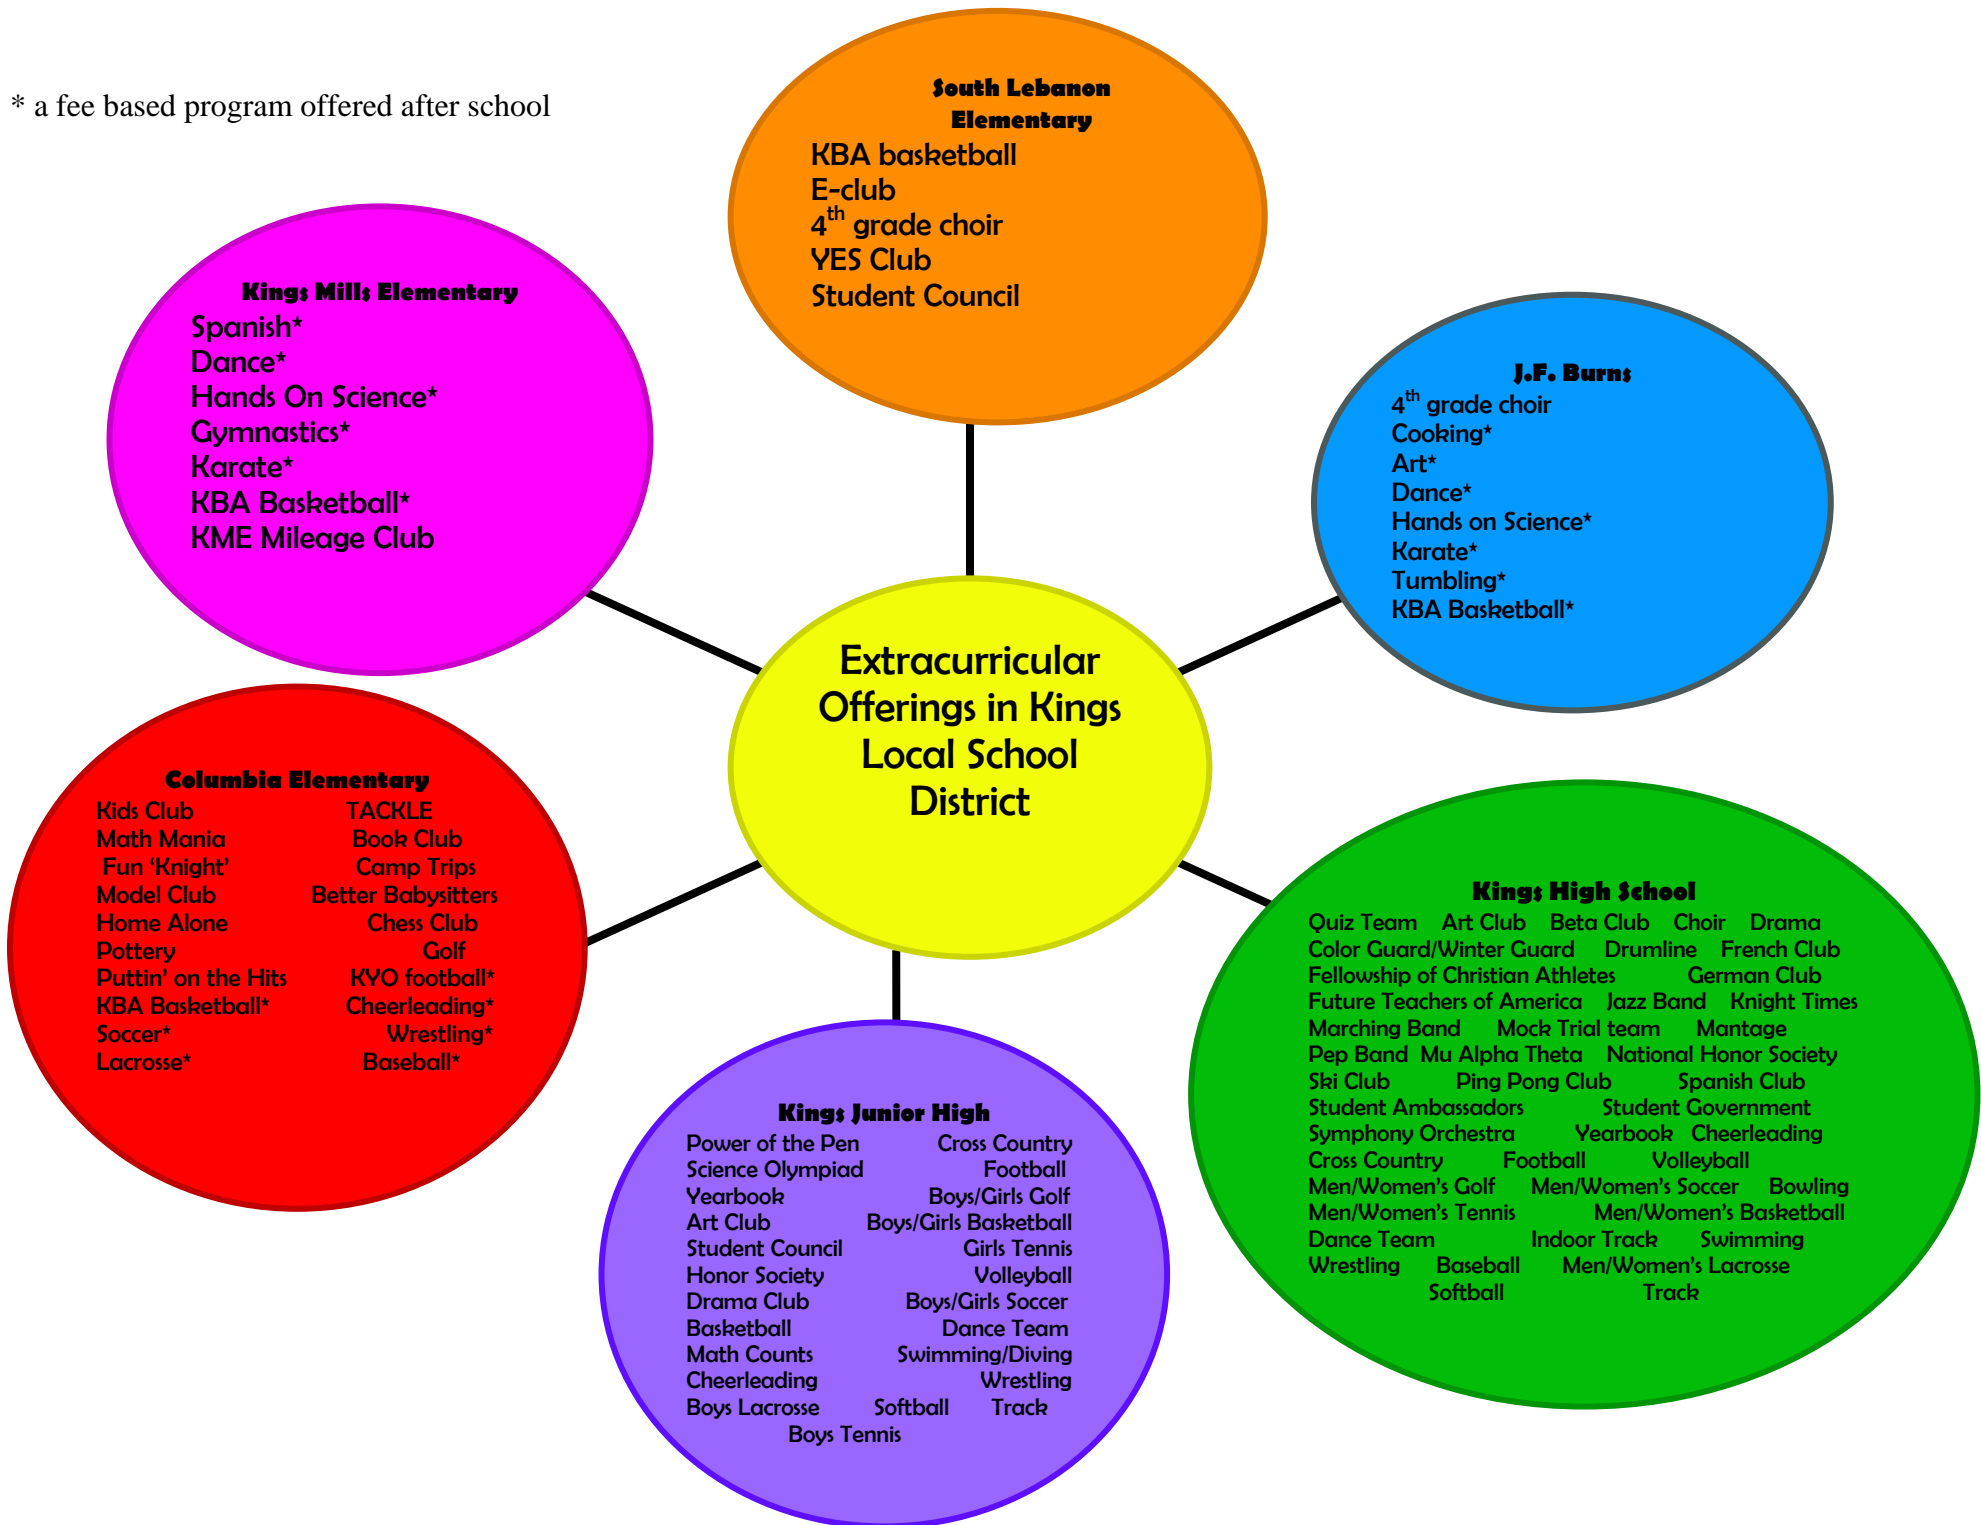 * a fee based program offered after school
South Lebanon
Elementary
KBA basketball
E-club
4th grade choir
YES Club
Student Council
Kings Mills Elementary
Spanish*
Dance*
Hands On Science*
Gymnastics*
Karate*
KBA Basketball*
KME Mileage Club
J.F. Burns
4th grade choir
Cooking*
Art*
Dance*
Hands on Science*
Karate*
Tumbling*
KBA Basketball*
Extracurricular
Offerings in Kings
Local School
District
Columbia Elementary
Kids Club TACKLE
Math Mania Book Club
Fun ‘Knight’ Camp Trips
Model Club Better Babysitters
Home Alone Chess Club
Pottery Golf
Puttin’ on the Hits KYO football*
KBA Basketball* Cheerleading*
Soccer* Wrestling*
Lacrosse* Baseball*
Kings High School
Quiz Team Art Club Beta Club Choir Drama
Color Guard/Winter Guard Drumline French Club
Fellowship of Christian Athletes German Club
Future Teachers of America Jazz Band Knight Times
Marching Band Mock Trial team Mantage
Pep Band Mu Alpha Theta National Honor Society
Ski Club Ping Pong Club Spanish Club
Student Ambassadors Student Government
Symphony Orchestra Yearbook Cheerleading
Cross Country Football Volleyball
Men/Women’s Golf Men/Women’s Soccer Bowling
Men/Women’s Tennis Men/Women’s Basketball
Dance Team Indoor Track Swimming
Wrestling Baseball Men/Women’s Lacrosse
Softball Track
Kings Junior High
Power of the Pen Cross Country
Science Olympiad Football
Yearbook Boys/Girls Golf
Art Club Boys/Girls Basketball
Student Council Girls Tennis
Honor Society Volleyball
Drama Club Boys/Girls Soccer
Basketball Dance Team
Math Counts Swimming/Diving
Cheerleading Wrestling
Boys Lacrosse Softball Track
Boys Tennis